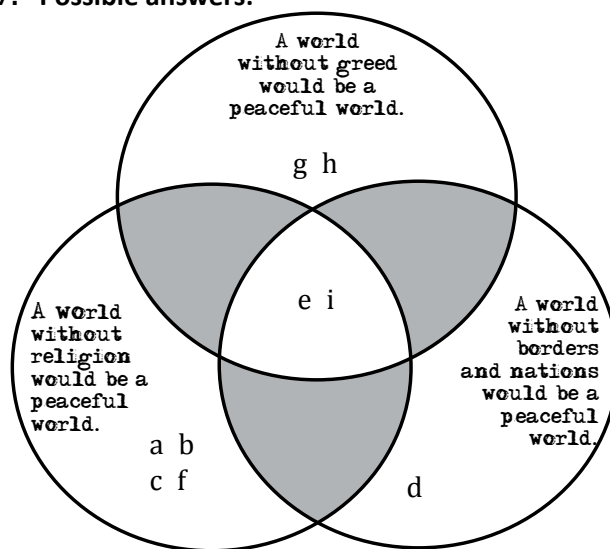 7. Possible answers:
A world
without greed
would be a
peaceful world.
g h
e i
A world
without
religion
would be a
peaceful
world.
a b
c f
A world
without
borders
and nations
would be a
peaceful
world.
d